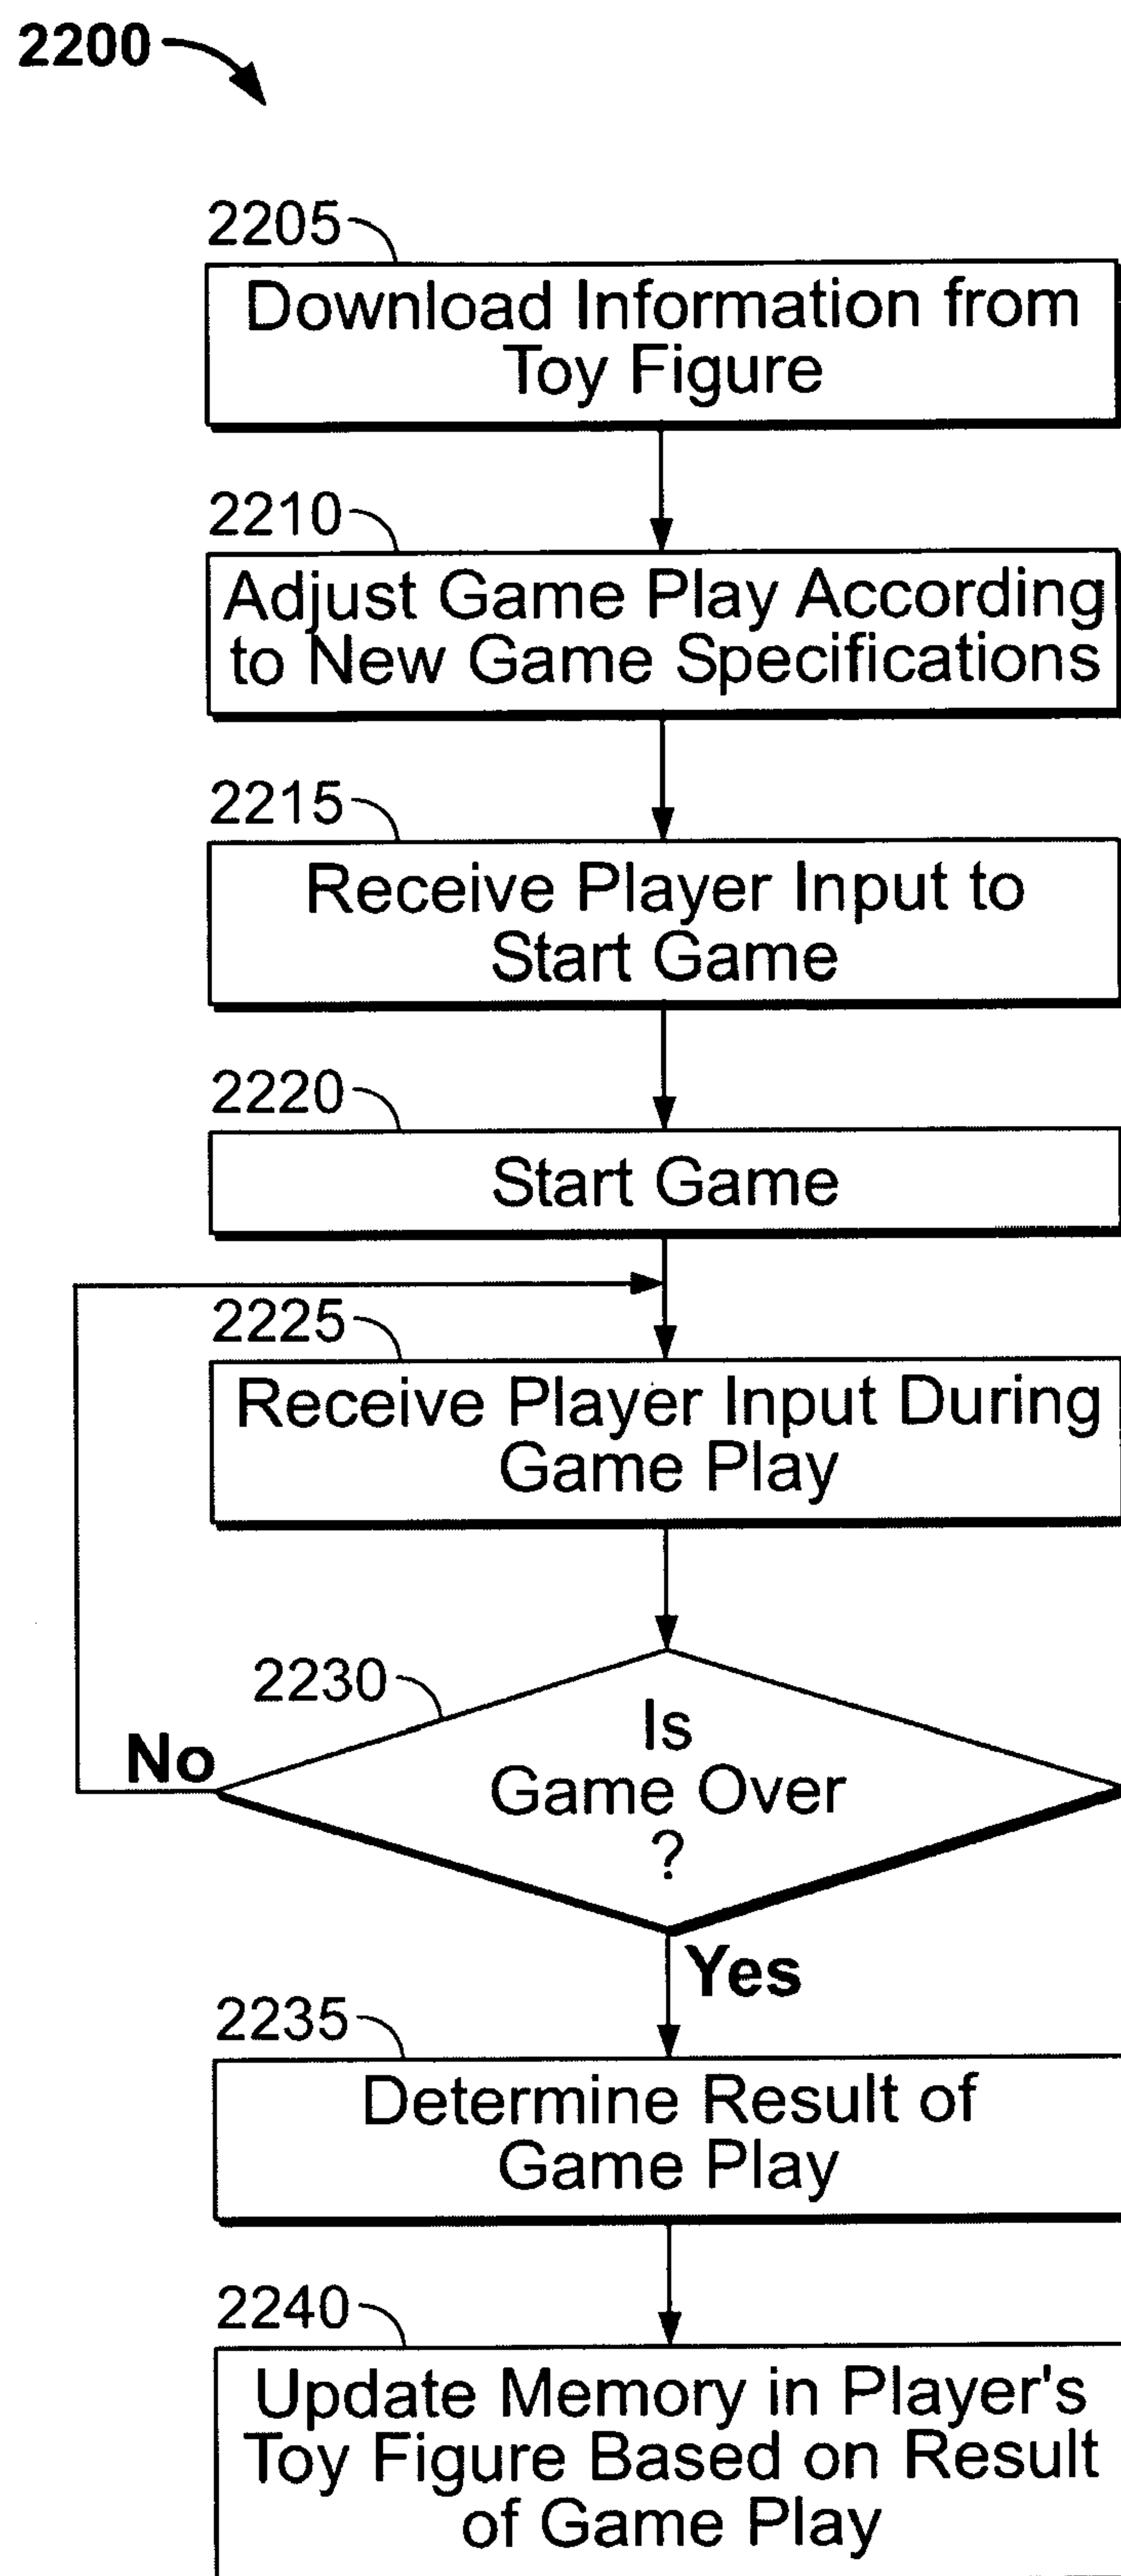 2200
2205
Download Information from
Toy Figure
2210
Adjust Game Play According
to New Game Specifications
2215
Receive Player Input to
Start Game
2220
Start Game
2225
Receive Player Input During
Game Play
2230
Is
Game Over
?
No
Yes
2235
Determine Result of
Game Play
2240
Update Memory in Player's
Toy Figure Based on Result
of Game Play